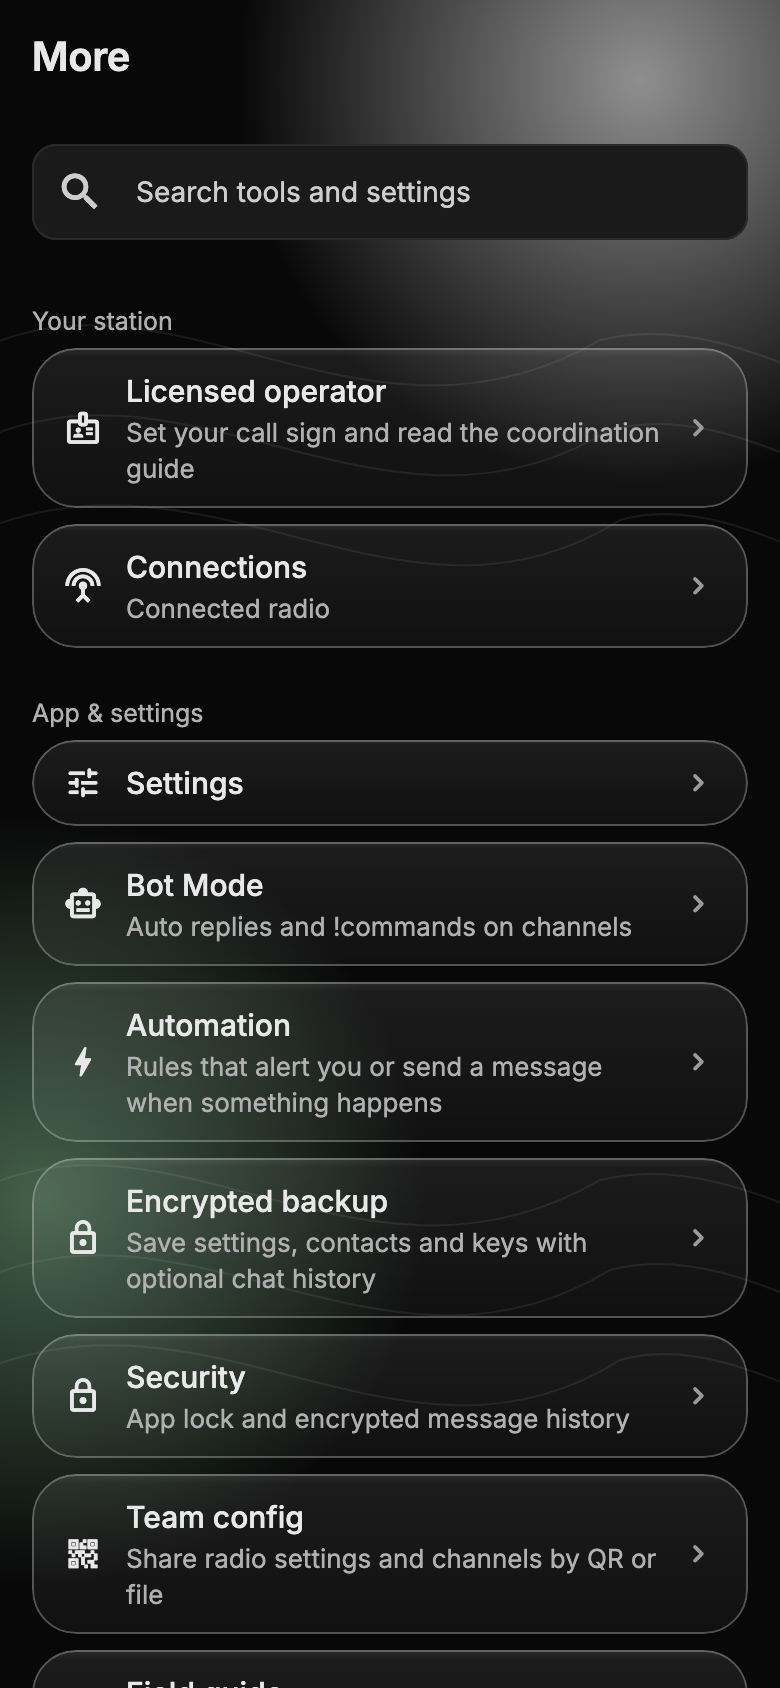 More
Search tools and settings
Your station
Licensed operator
Set your call sign and read the coordination
guide
Connections
Connected radio
App & settings
Settings
Bot Mode
Auto replies and !commands on channels
Automation
Rules that alert you or send a message
when something happens
Encrypted backup
Save settings, contacts and keys with
optional chat history
Security
App lock and encrypted message history
Team config
Share radio settings and channels by QR or
file
Field guide